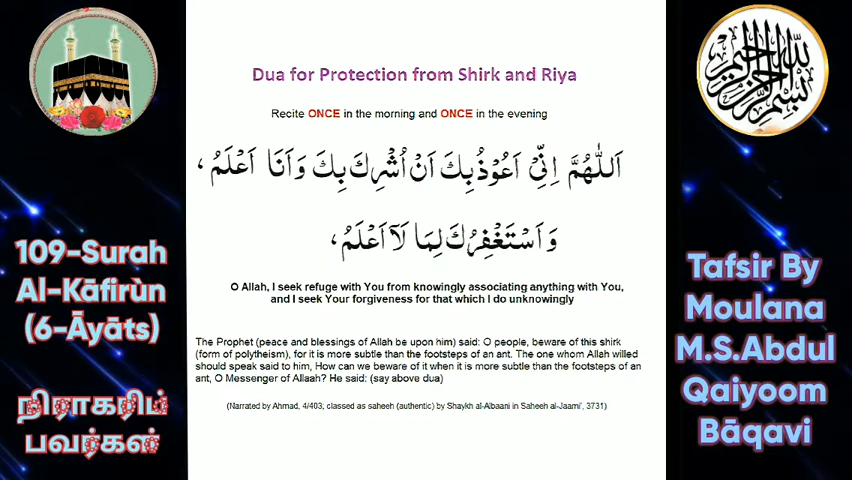 Dua for Protection from Shirk and Riya
Recite ONCE in the morning and ONCE in the evening
اَللّٰهُمَّ اِنِّيْ اَعُوْذُ بِكَ اَنْ اُشْرِكَ بِكَ وَ اَنَا اَعْلَمُ ،
وَ اَسْتَغْفِرُكَ لِمَا لَآ اَعْلَمُ ،
O Allah, I seek refuge with You from knowingly associating anything with You,
and I seek Your forgiveness for that which I do unknowingly
The Prophet (peace and blessings of Allah be upon him) said: O people, beware of this shirk
(form of polytheism), for it is more subtle than the footsteps of an ant. The one whom Allah willed
should speak said to him, How can we beware of it when it is more subtle than the footsteps of an
ant, O Messenger of Allaah? He said: (say above dua)
(Narrated by Ahmad, 4/403; classed as saheeh (authentic) by Shaykh al-Albaani in Saheeh al-Jaami', 3731)
109-Surah
Al-Kāfirùn
(6-Āyāts)
நிராகரிப்
பவர்கள்
بسم الله الرحمن الرحيم
Tafsir By
Moulana
M.S.Abdul
Qaiyoom
Bāqavi